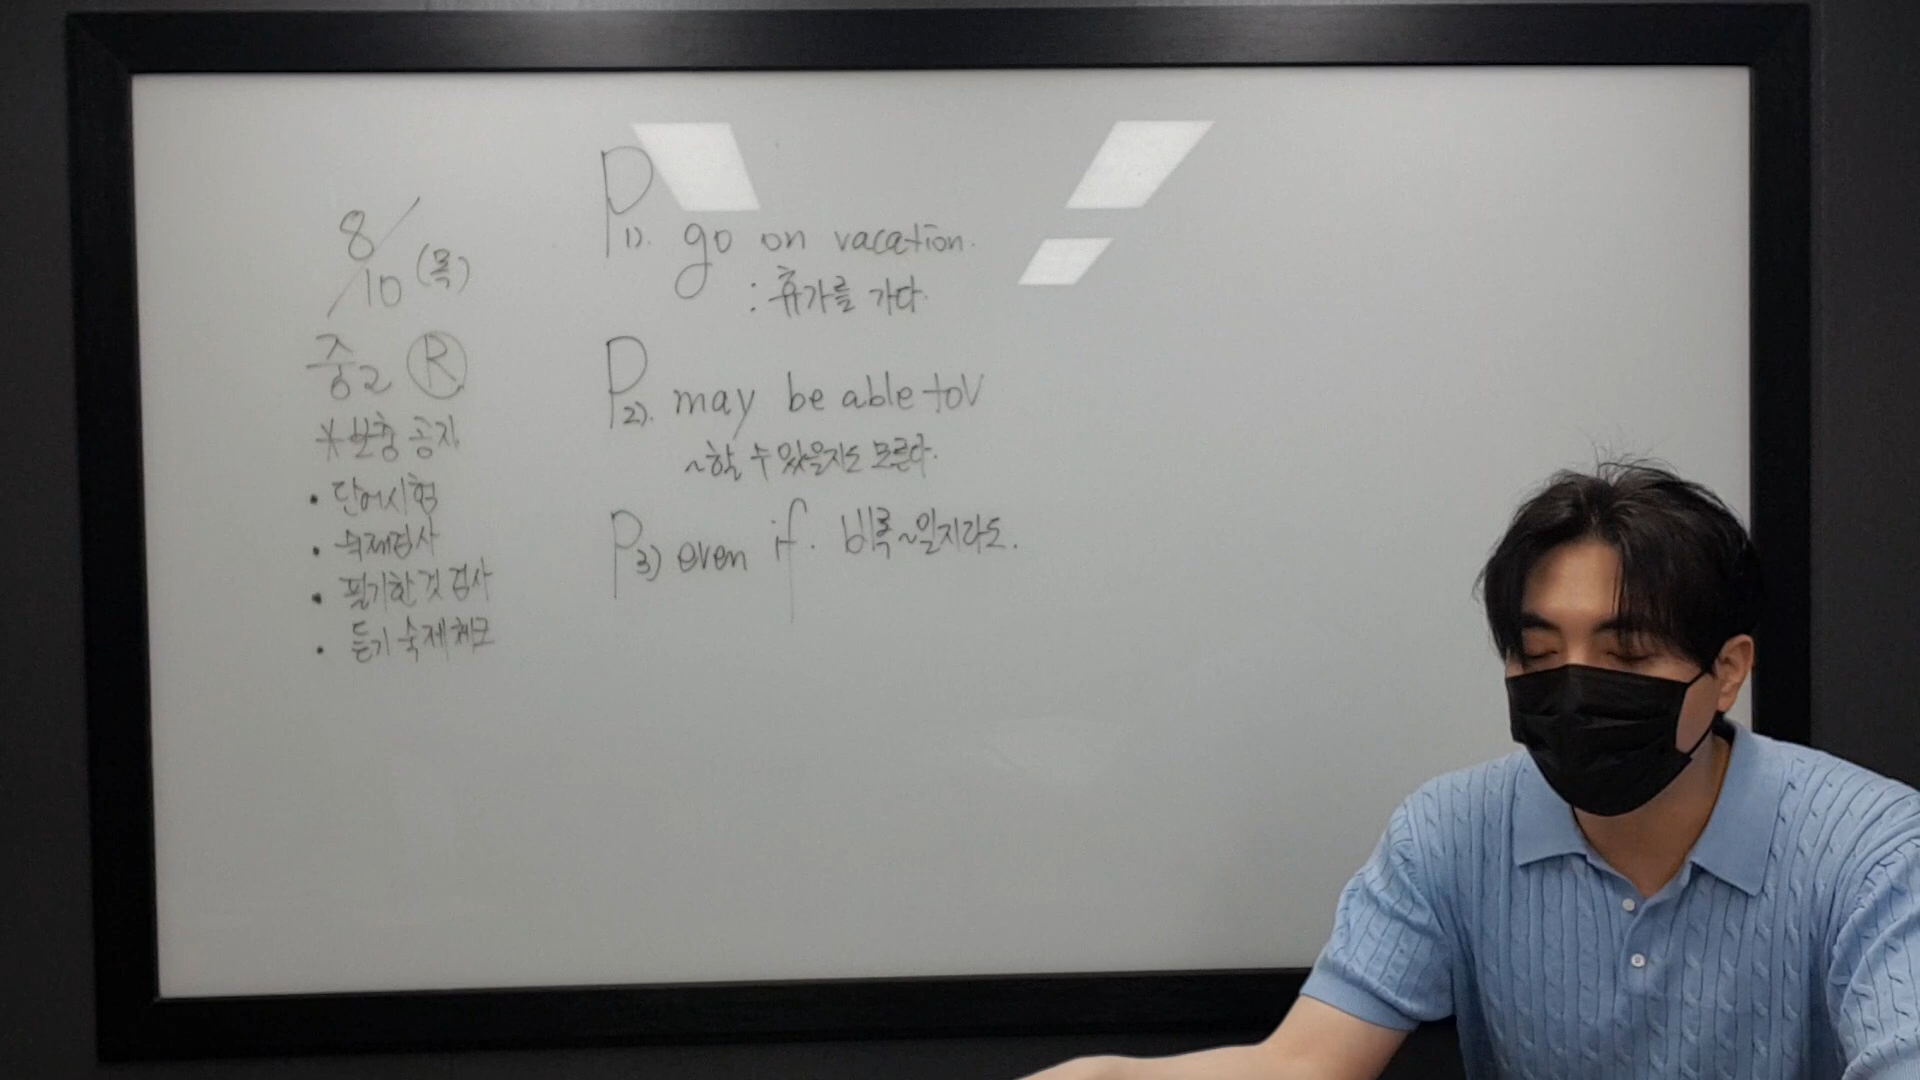 8/10 (목)
중2 Ⓡ
*보충 공지
• 단어시험
• 숙제검사
• 필기한 것 검사
• 듣기 숙제 체크
P1). go on vacation.
: 휴가를 가다.
P2). may be able to V
~할 수 있을지도 모른다.
P3) even if. 비록~일지라도.